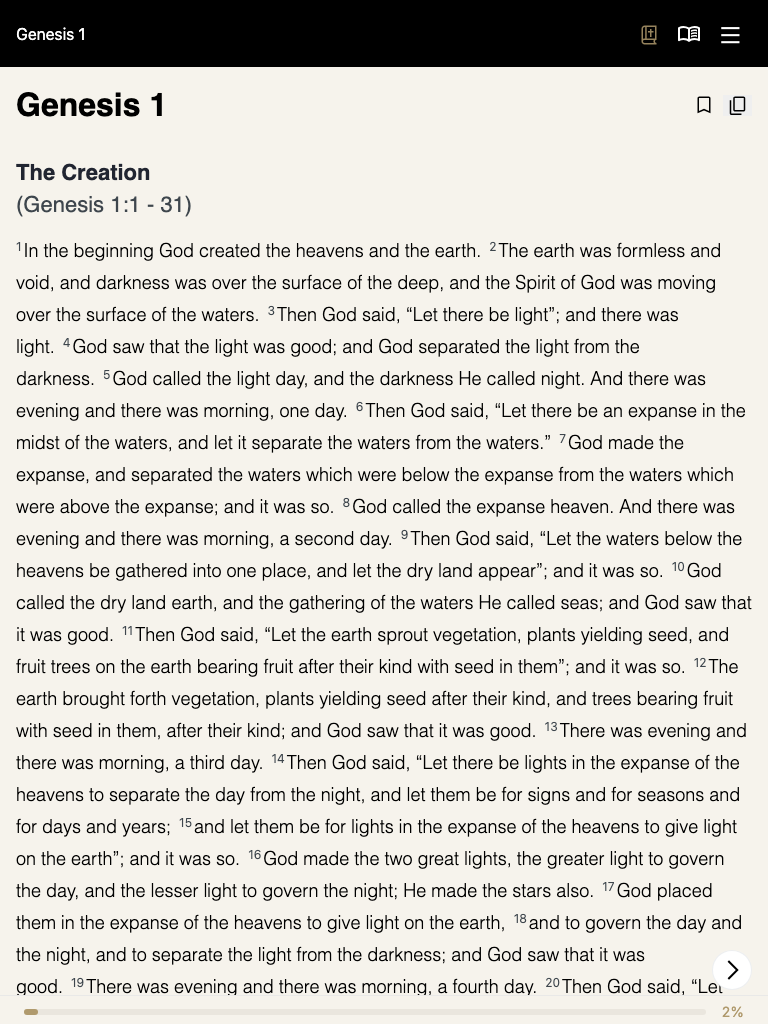 Genesis 1
Genesis 1
The Creation
(Genesis 1:1 - 31)
1 In the beginning God created the heavens and the earth. 2 The earth was formless and
void, and darkness was over the surface of the deep, and the Spirit of God was moving
over the surface of the waters. 3 Then God said, “Let there be light”; and there was
light. 4 God saw that the light was good; and God separated the light from the
darkness. 5 God called the light day, and the darkness He called night. And there was
evening and there was morning, one day. 6 Then God said, “Let there be an expanse in the
midst of the waters, and let it separate the waters from the waters.” 7 God made the
expanse, and separated the waters which were below the expanse from the waters which
were above the expanse; and it was so. 8 God called the expanse heaven. And there was
evening and there was morning, a second day. 9 Then God said, “Let the waters below the
heavens be gathered into one place, and let the dry land appear”; and it was so. 10 God
called the dry land earth, and the gathering of the waters He called seas; and God saw that
it was good. 11 Then God said, “Let the earth sprout vegetation, plants yielding seed, and
fruit trees on the earth bearing fruit after their kind with seed in them”; and it was so. 12 The
earth brought forth vegetation, plants yielding seed after their kind, and trees bearing fruit
with seed in them, after their kind; and God saw that it was good. 13 There was evening and
there was morning, a third day. 14 Then God said, “Let there be lights in the expanse of the
heavens to separate the day from the night, and let them be for signs and for seasons and
for days and years; 15 and let them be for lights in the expanse of the heavens to give light
on the earth”; and it was so. 16 God made the two great lights, the greater light to govern
the day, and the lesser light to govern the night; He made the stars also. 17 God placed
them in the expanse of the heavens to give light on the earth, 18 and to govern the day and
the night, and to separate the light from the darkness; and God saw that it was
good. 19 There was evening and there was morning, a fourth day. 20 Then God said, “Let
2%